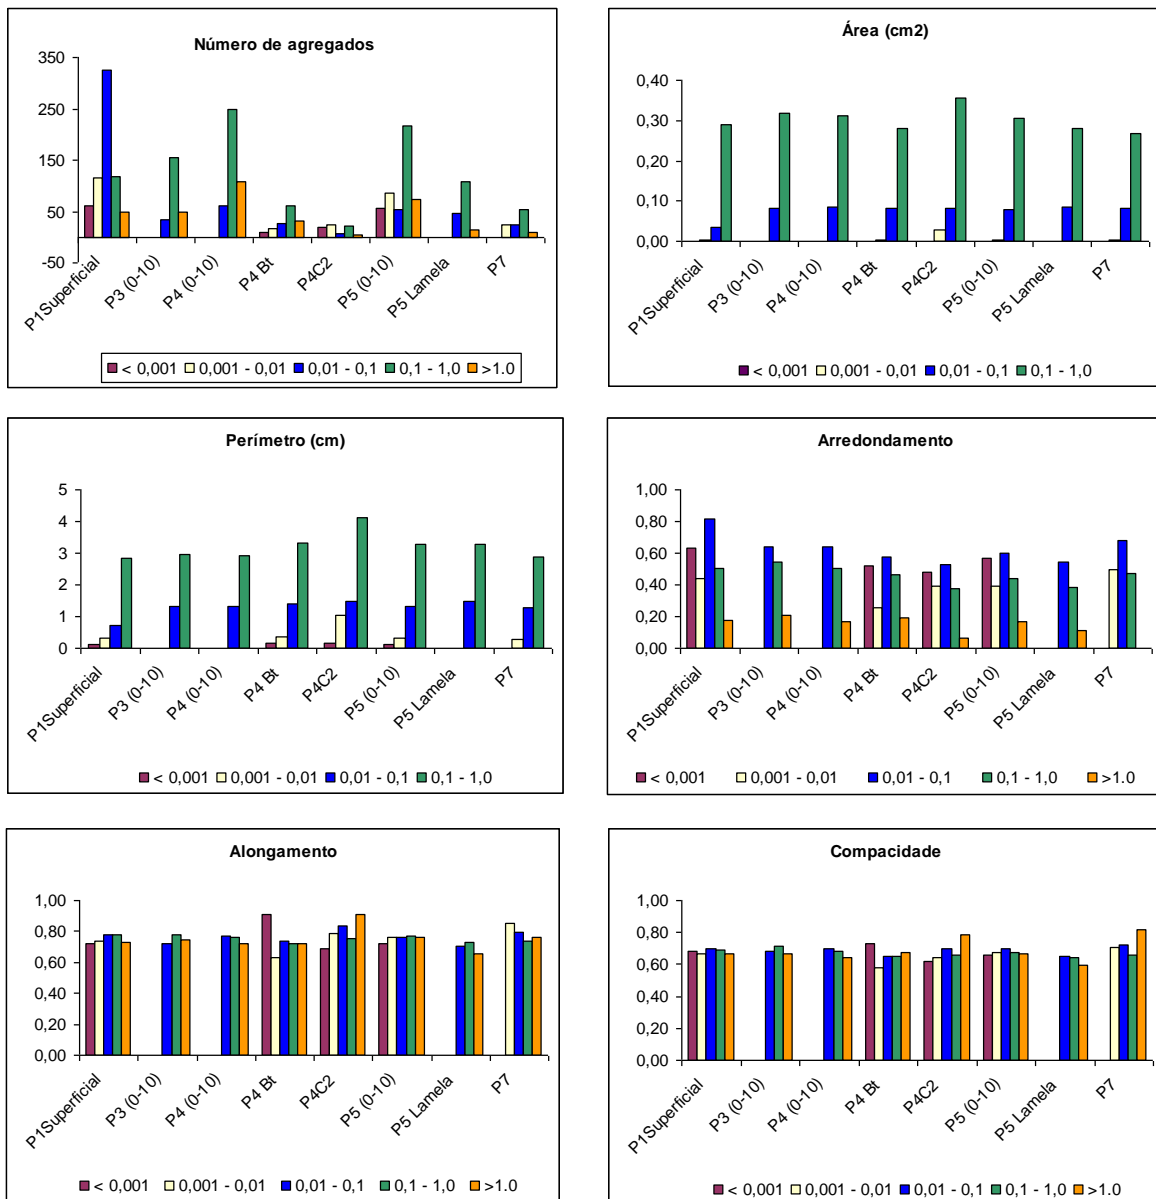 Número de agregados
350
250
150
50
-50
P1Superficial
P3 (0-10)
P4 (0-10)
P4 Bt
P4C2
P5 (0-10)
P5 Lamela
P7
< 0,001 0,001 - 0,01 0,01 - 0,1 0,1 - 1,0 >1.0
Área (cm2)
0,40
0,30
0,20
0,10
0,00
P1Superficial
P3 (0-10)
P4 (0-10)
P4 Bt
P4C2
P5 (0-10)
P5 Lamela
P7
< 0,001 0,001 - 0,01 0,01 - 0,1 0,1 - 1,0
Perímetro (cm)
5
4
3
2
1
0
P1Superficial
P3 (0-10)
P4 (0-10)
P4 Bt
P4C2
P5 (0-10)
P5 Lamela
P7
< 0,001 0,001 - 0,01 0,01 - 0,1 0,1 - 1,0
Arredondamento
1,00
0,80
0,60
0,40
0,20
0,00
P1Superficial
P3 (0-10)
P4 (0-10)
P4 Bt
P4C2
P5 (0-10)
P5 Lamela
P7
< 0,001 0,001 - 0,01 0,01 - 0,1 0,1 - 1,0 >1.0
Alongamento
1,00
0,80
0,60
0,40
0,20
0,00
P1Superficial
P3 (0-10)
P4 (0-10)
P4 Bt
P4C2
P5 (0-10)
P5 Lamela
P7
< 0,001 0,001 - 0,01 0,01 - 0,1 0,1 - 1,0 >1.0
Compacidade
1,00
0,80
0,60
0,40
0,20
0,00
P1Superficial
P3 (0-10)
P4 (0-10)
P4 Bt
P4C2
P5 (0-10)
P5 Lamela
P7
< 0,001 0,001 - 0,01 0,01 - 0,1 0,1 - 1,0 >1.0